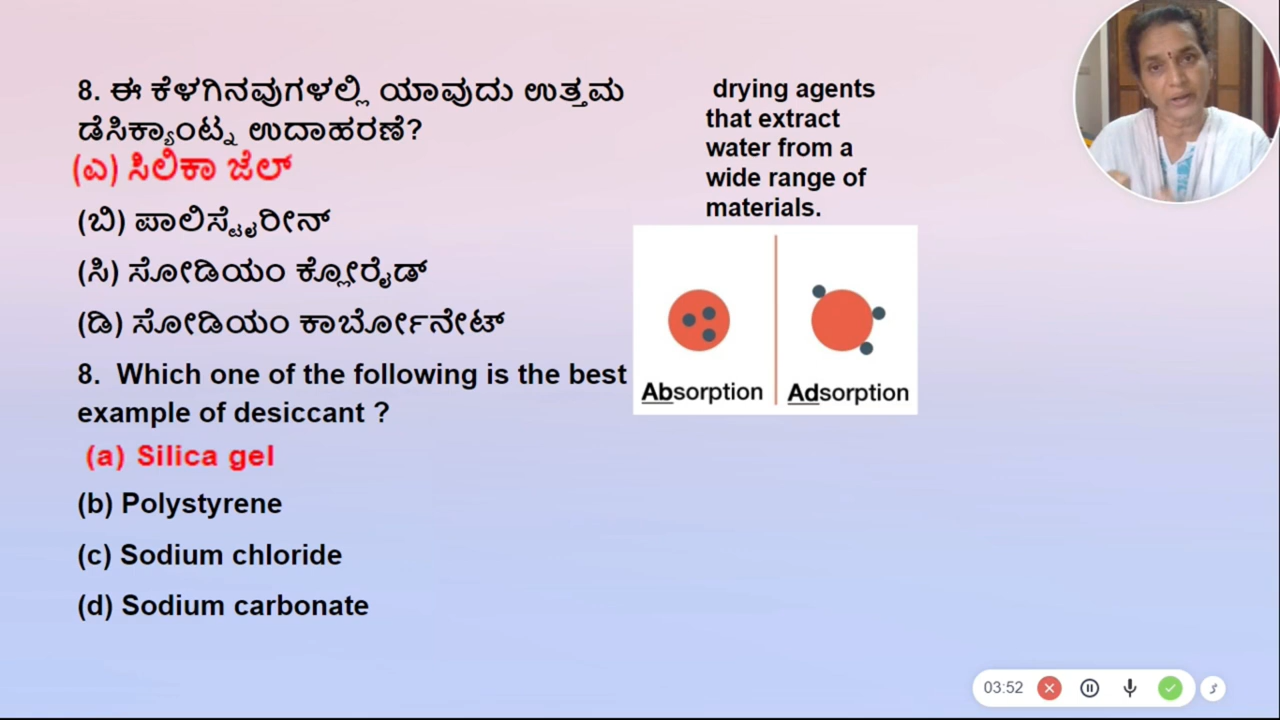 8. ಈ ಕೆಳಗಿನವುಗಳಲ್ಲಿ ಯಾವುದು ಉತ್ತಮ
ಡೆಸಿಕ್ಯಾಂಟ್ನ ಉದಾಹರಣೆ?
(ಎ) ಸಿಲಿಕಾ ಜೆಲ್
(ಬಿ) ಪಾಲಿಸ್ಟೈರೀನ್
(ಸಿ) ಸೋಡಿಯಂ ಕ್ಲೋರೈಡ್
(ಡಿ) ಸೋಡಿಯಂ ಕಾರ್ಬೋನೇಟ್
8. Which one of the following is the best
example of desiccant ?
(a) Silica gel
(b) Polystyrene
(c) Sodium chloride
(d) Sodium carbonate
drying agents
that extract
water from a
wide range of
materials.
Absorption
Adsorption
03:52